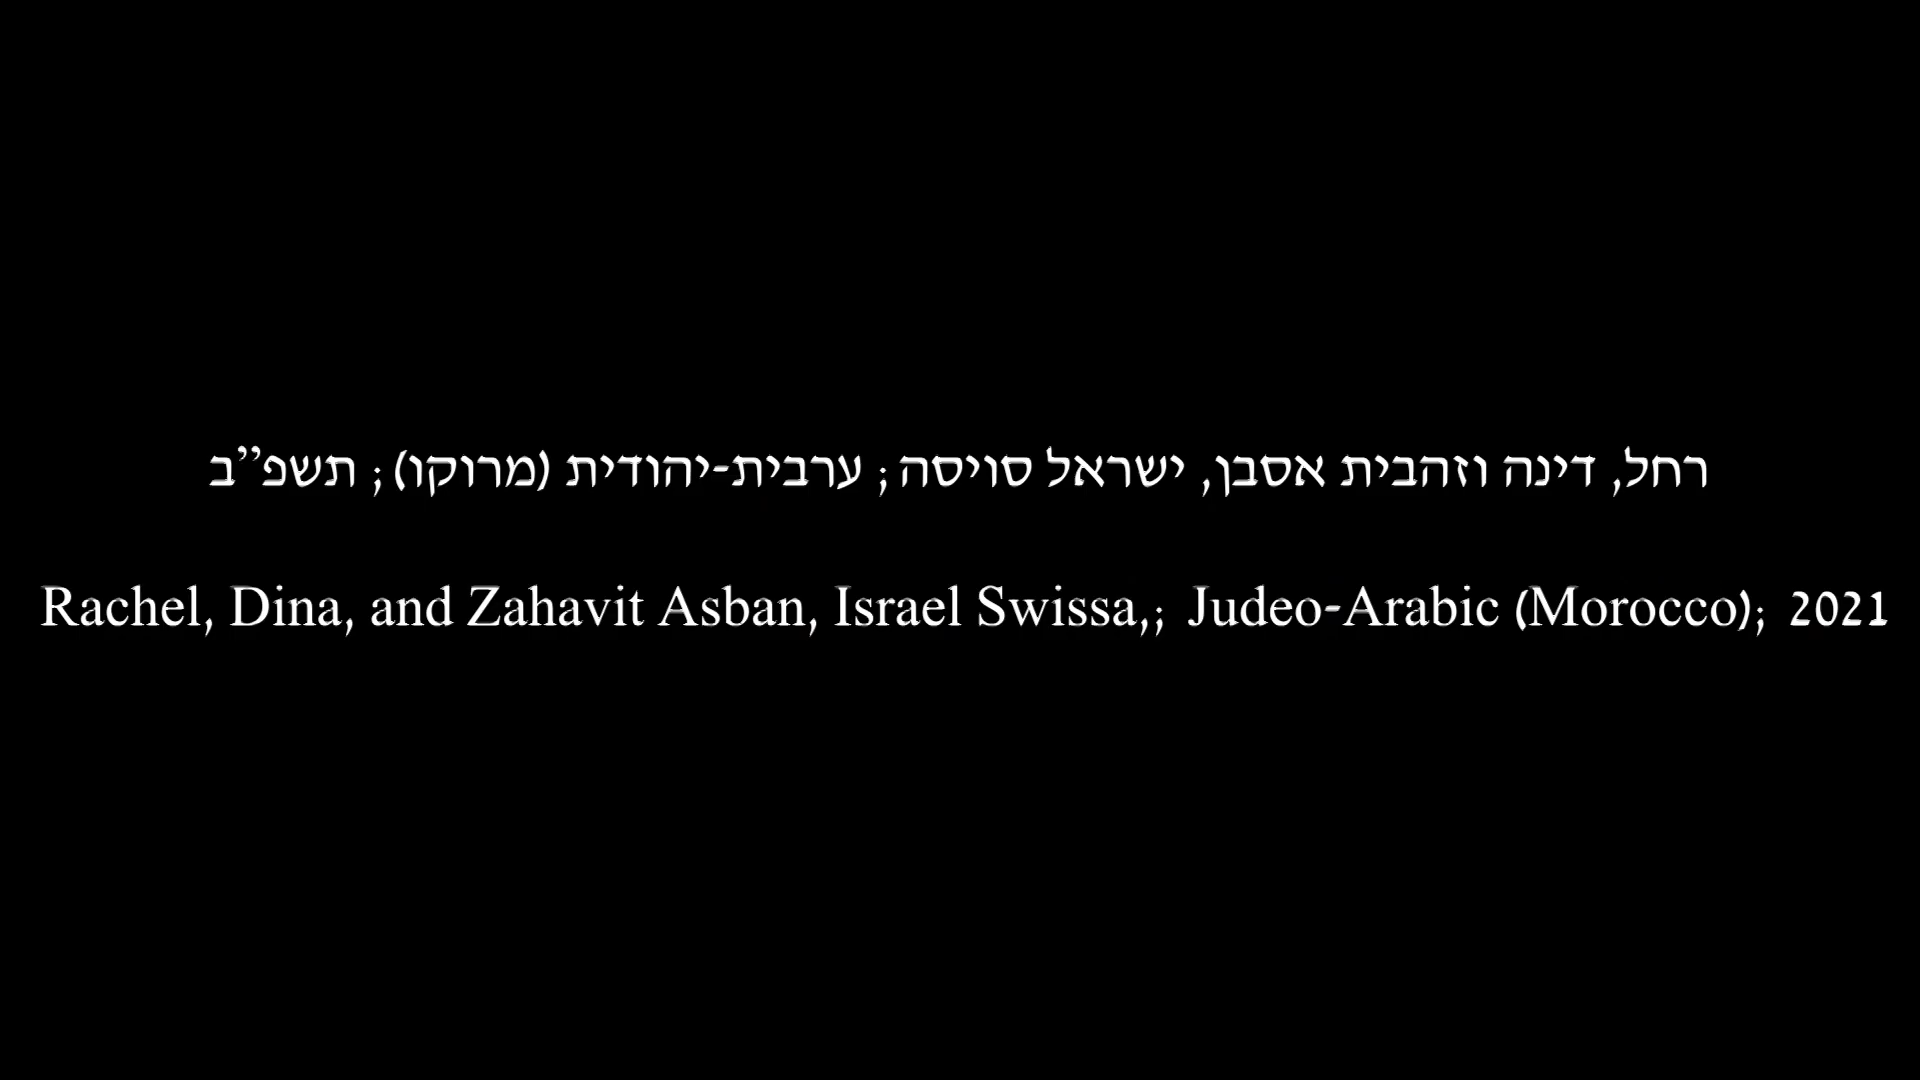 רחל, דינה וזהבית אסבן, ישראל סויסה; ערבית-יהודית (מרוקו); תשפ”ב
Rachel, Dina, and Zahavit Asban, Israel Swissa,; Judeo-Arabic (Morocco); 2021